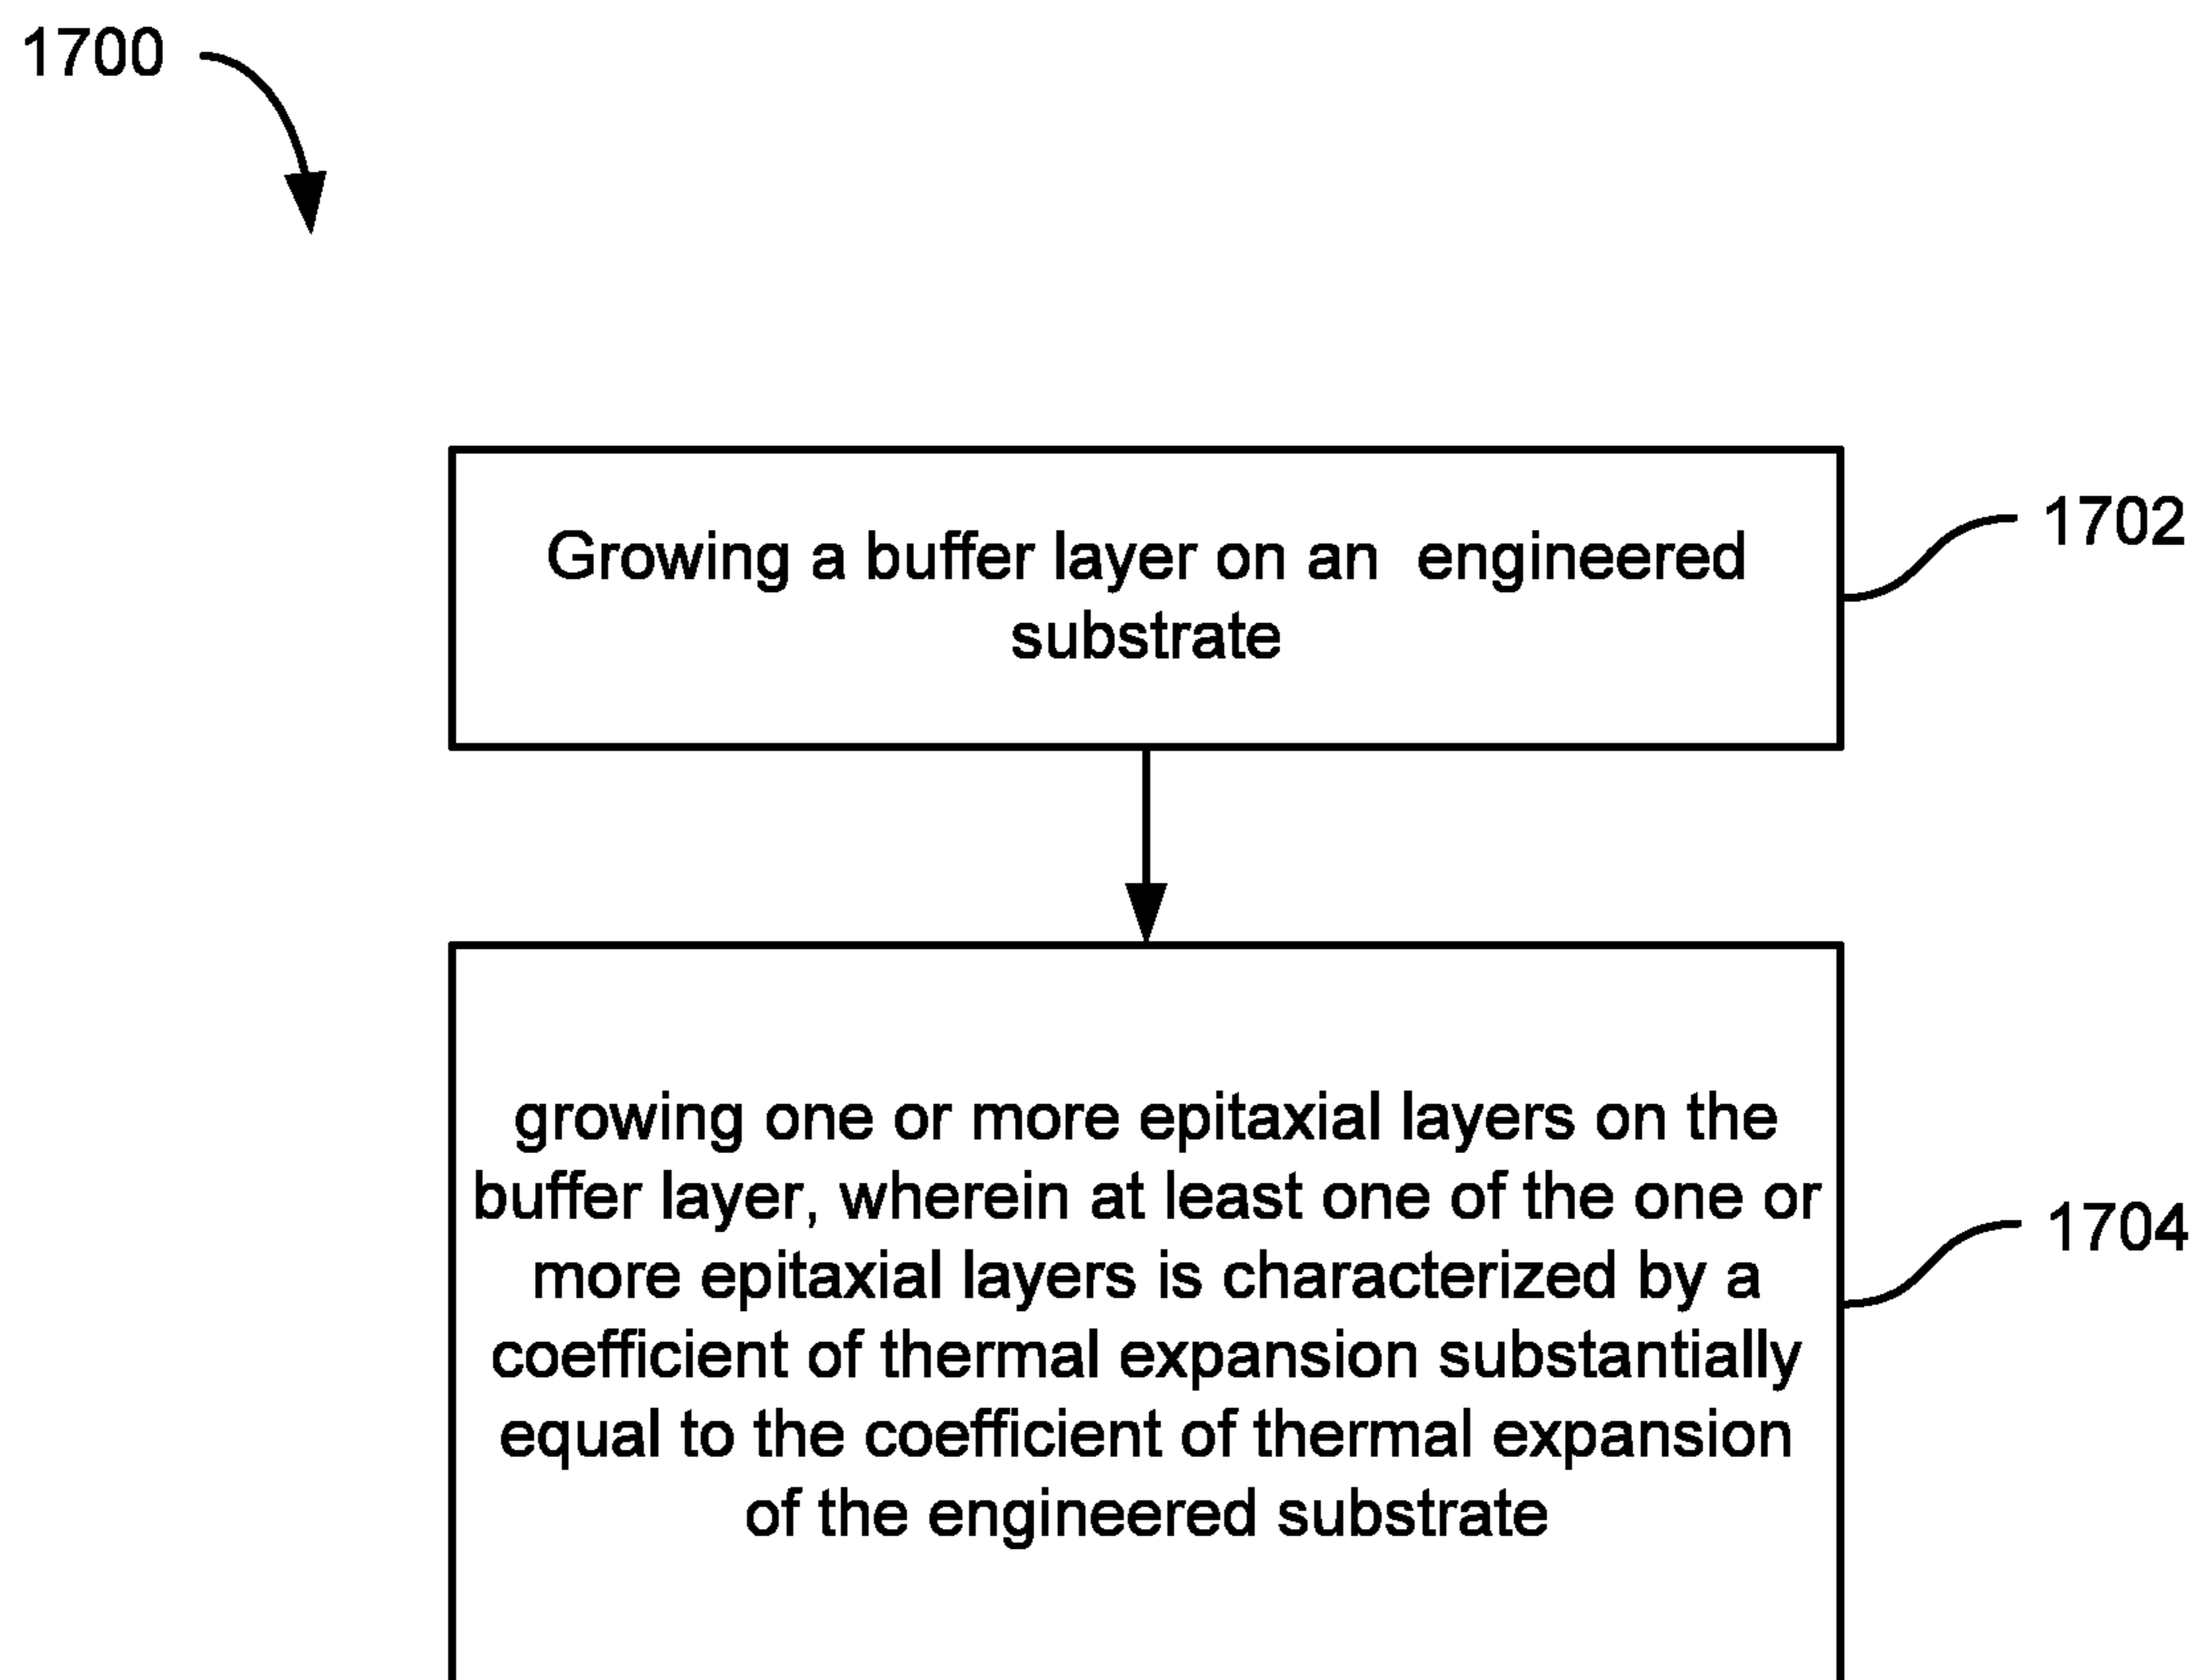 1700
Growing a buffer layer on an  engineered
substrate
1702
growing one or more epitaxial layers on the
buffer layer, wherein at least one of the one or
more epitaxial layers is characterized by a
coefficient of thermal expansion substantially
equal to the coefficient of thermal expansion
of the engineered substrate
1704